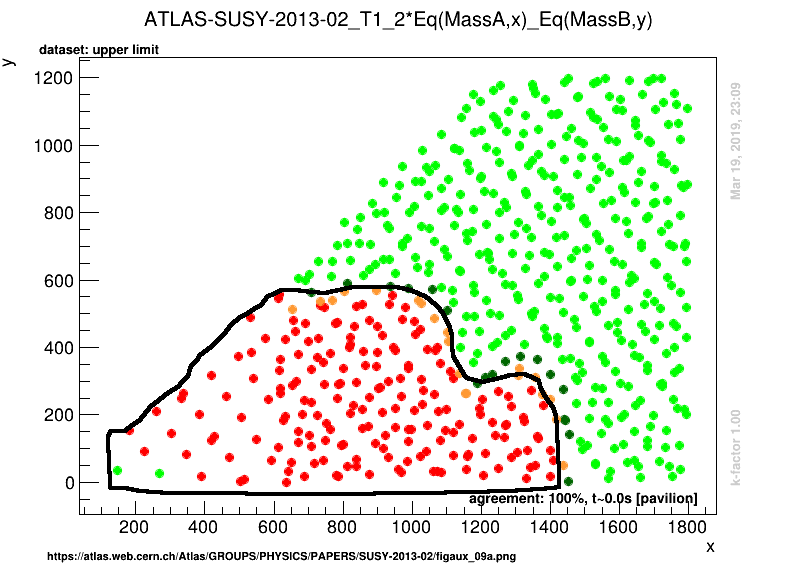 ATLAS-SUSY-2013-02_T1_2*Eq(MassA,x)_Eq(MassB,y)
dataset: upper limit
y
1200
1000
800
600
400
200
0
200 400 600 800 1000 1200 1400 1600 1800
x
agreement: 100%, t~0.0s [pavilion]
Mar 19, 2019, 23:09
k-factor 1.00
https://atlas.web.cern.ch/Atlas/GROUPS/PHYSICS/PAPERS/SUSY-2013-02/figaux_09a.png